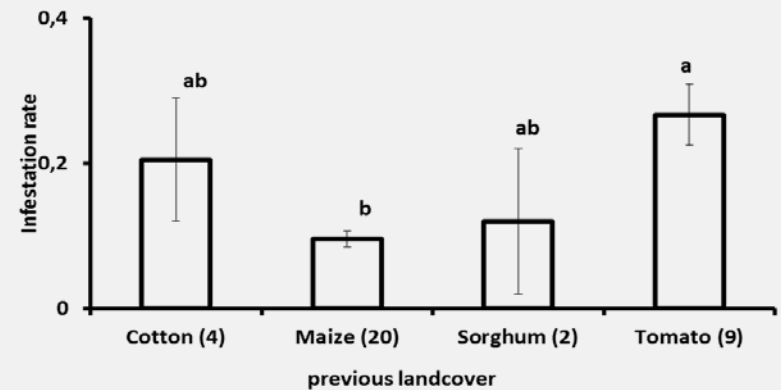 0,4
ab
a
ab
Infestation rate
0,2
b
0
Cotton (4)
Maize (20)
Sorghum (2)
Tomato (9)
previous landcover